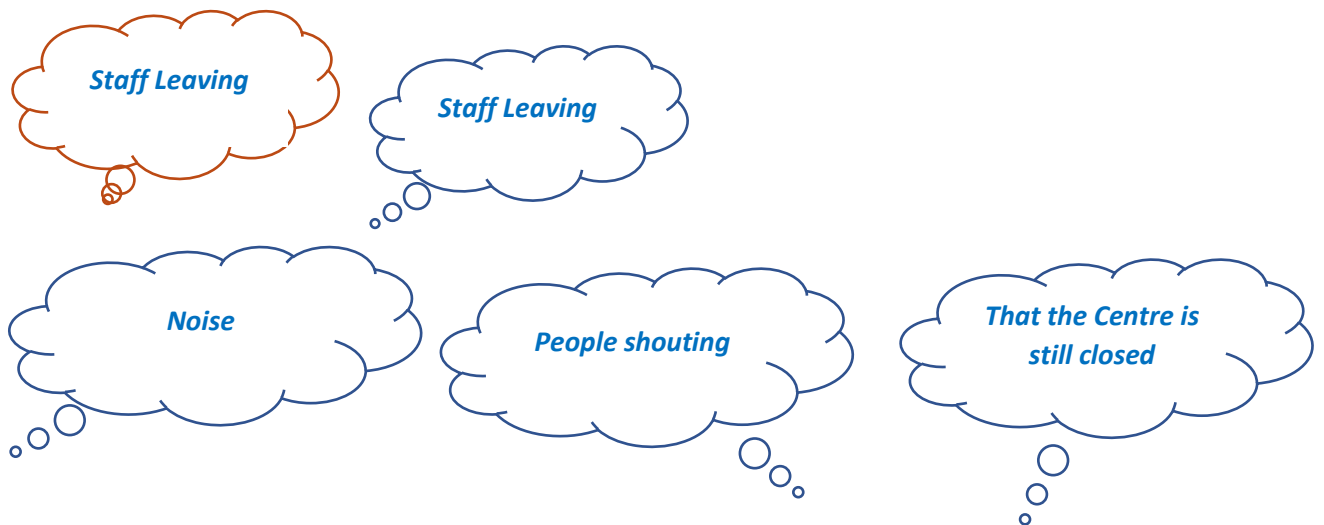 Staff Leaving
Staff Leaving
Noise
People shouting
That the Centre is
still closed